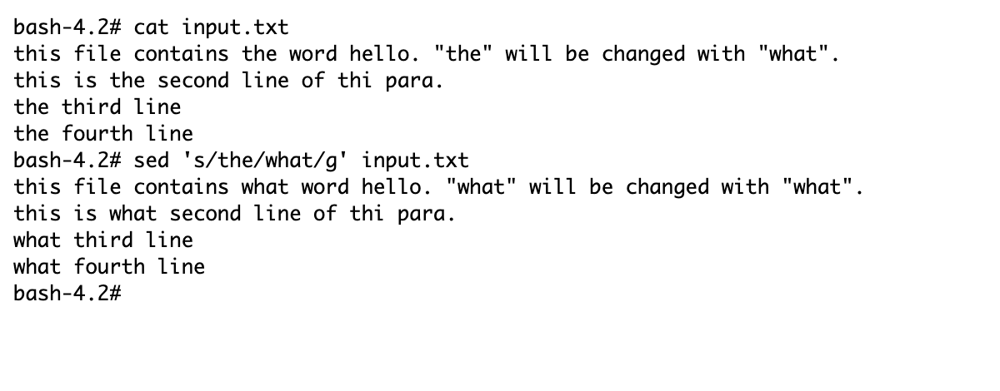 bash-4.2# cat input.txt
this file contains the word hello. "the" will be changed with "what".
this is the second line of thi para.
the third line
the fourth line
bash-4.2# sed 's/the/what/g' input.txt
this file contains what word hello. "what" will be changed with "what".
this is what second line of thi para.
what third line
what fourth line
bash-4.2#